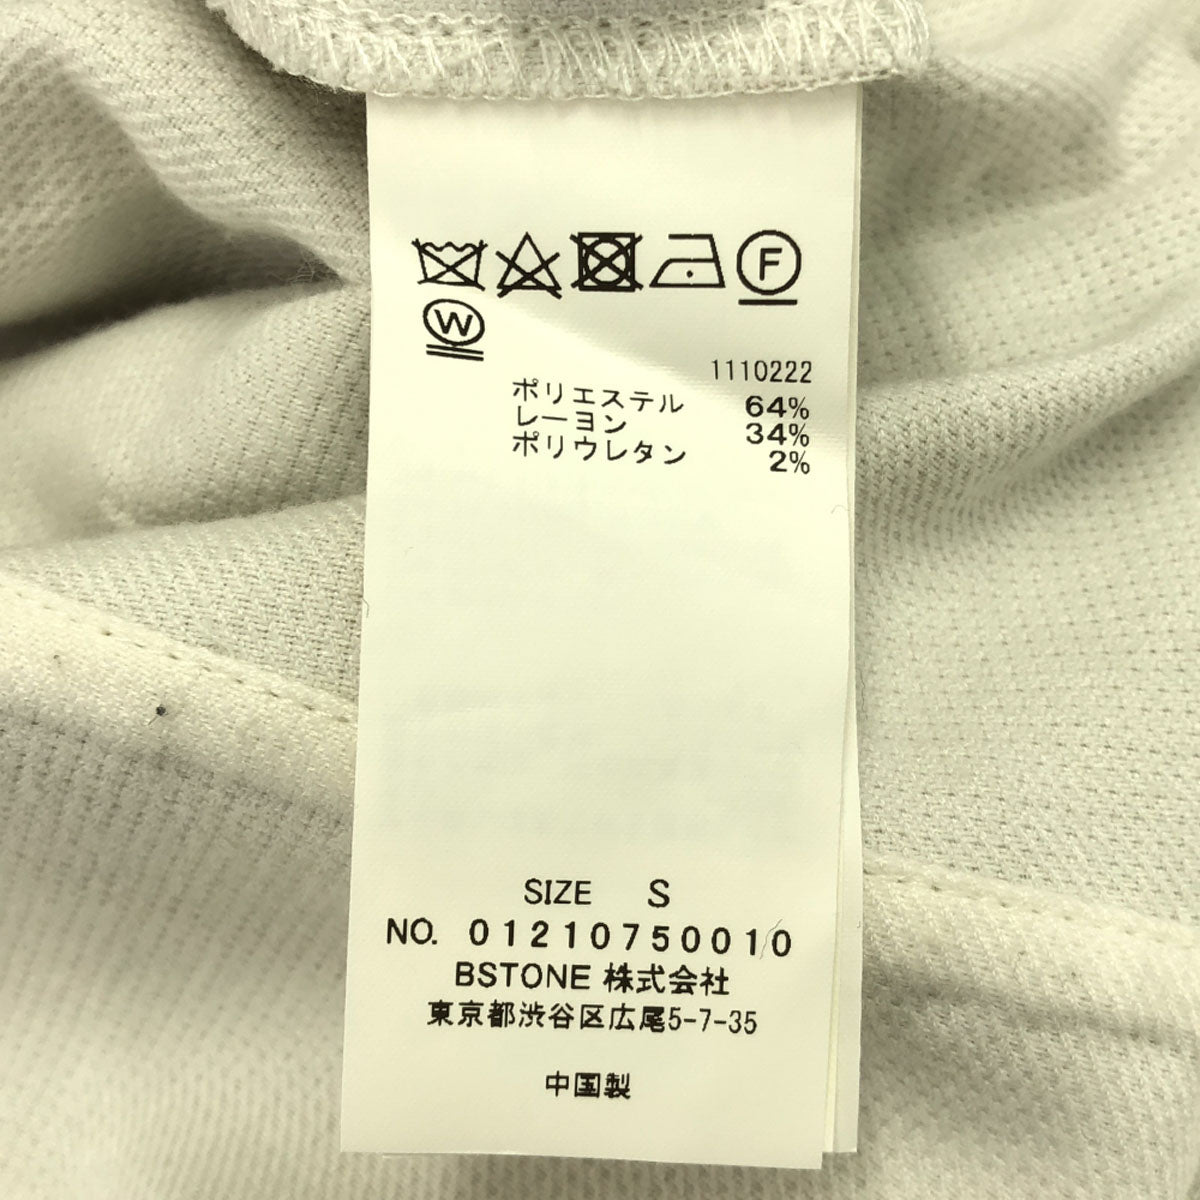 F
W
1110222
ポリエステル 64%
レーヨン 34%
ポリウレタン 2%
SIZE S
NO. 01210750010
BSTONE 株式会社
東京都渋谷区広尾5-7-35
中国製